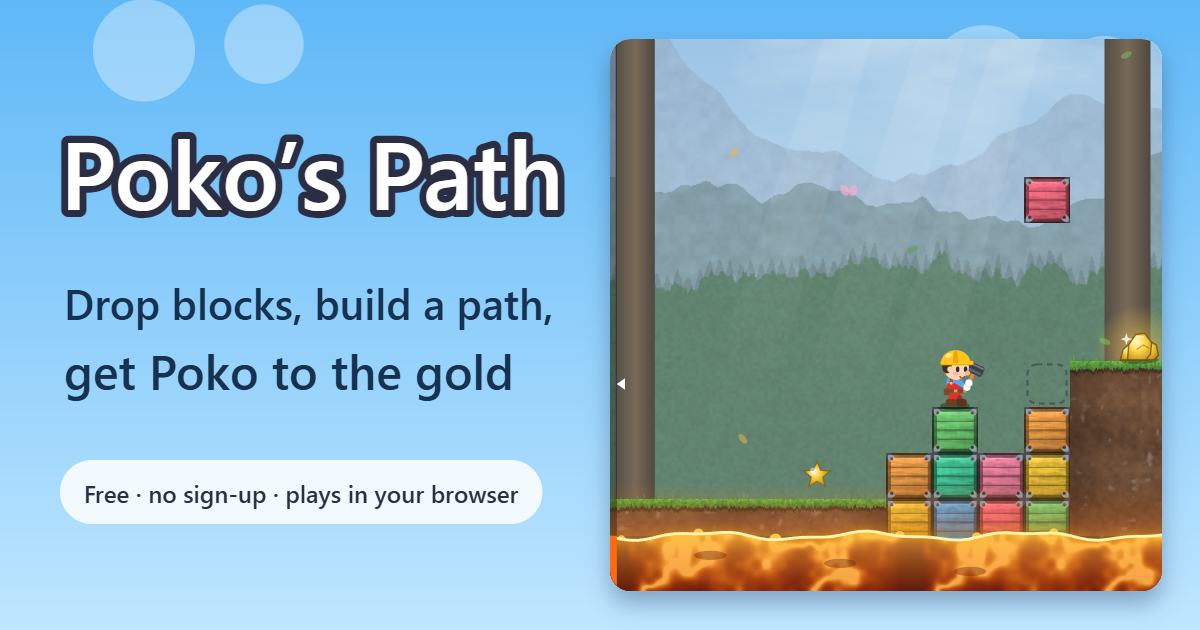 Poko’s Path
Drop blocks, build a path,
get Poko to the gold
Free · no sign-up · plays in your browser